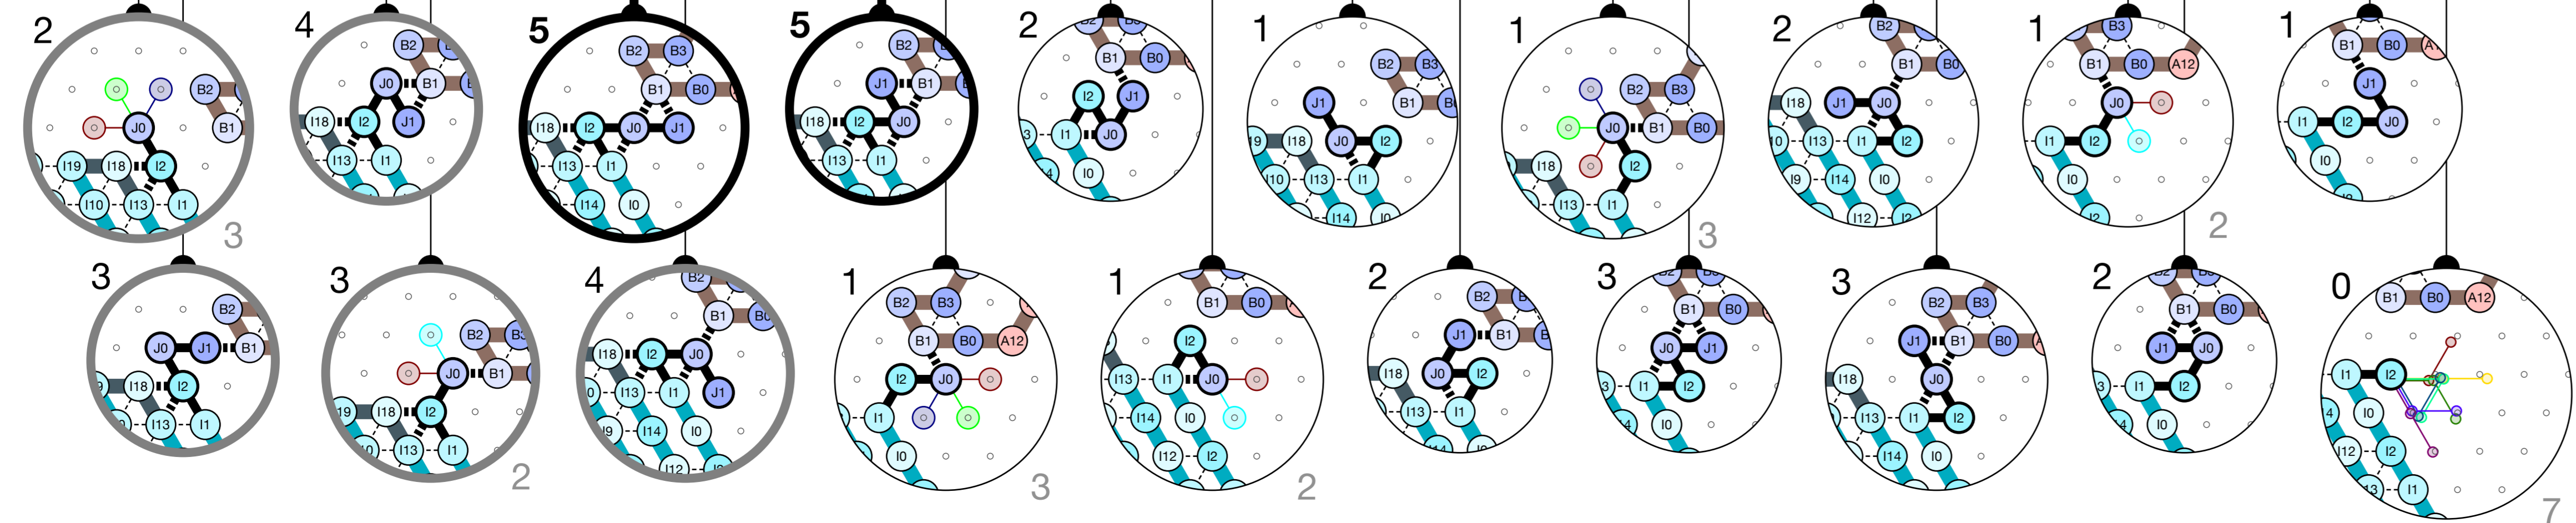 2 J0 B2 B1 I19 I18 I2 I10 I13 I1 3
4 B2 J0 B1 J1 I18 I2 I13 I1
5 B2 B3 B1 B0 I18 I2 J0 J1 I13 I1 I14 I0
5 B2 J1 B1 I18 I2 J0 I13 I1
2 B1 B0 I2 J1 I1 J0 I0
1 B2 B3 J1 B1 I18 J0 I2 I10 I13 I1 I14 I0
1 B2 B3 J0 B1 B0 I18 I2 I13 I1 3
2 B2 B1 B0 I18 J1 J0 I13 I1 I2 I9 I14 I0 I12 I2
1 B3 B1 B0 A12 J0 I1 I2 I0 I2 2
1 B1 B0 J1 I1 I2 J0 I0
3 B2 J0 J1 B1 I18 I2 I13 I1
3 B2 B3 J0 B1 I18 I2 I13 I1 2
4 B2 B1 B0 I18 I2 J0 I13 I1 J1 I9 I14 I0 I12
1 B2 B3 B1 B0 A12 I2 J0 I1 I0 3
1 B1 B0 I2 I13 I1 J0 I14 I0 I12 I2 2
2 B2 J1 B1 I18 J0 I2 I13 I1
3 B1 B0 J0 J1 I1 I2 I0
3 B2 B3 J1 B1 B0 I18 J0 I13 I1 I2 I14 I0
2 B1 B0 J1 J0 I1 I2 I0
0 B1 B0 A12 I1 I2 I0 I12 I2 I1 7